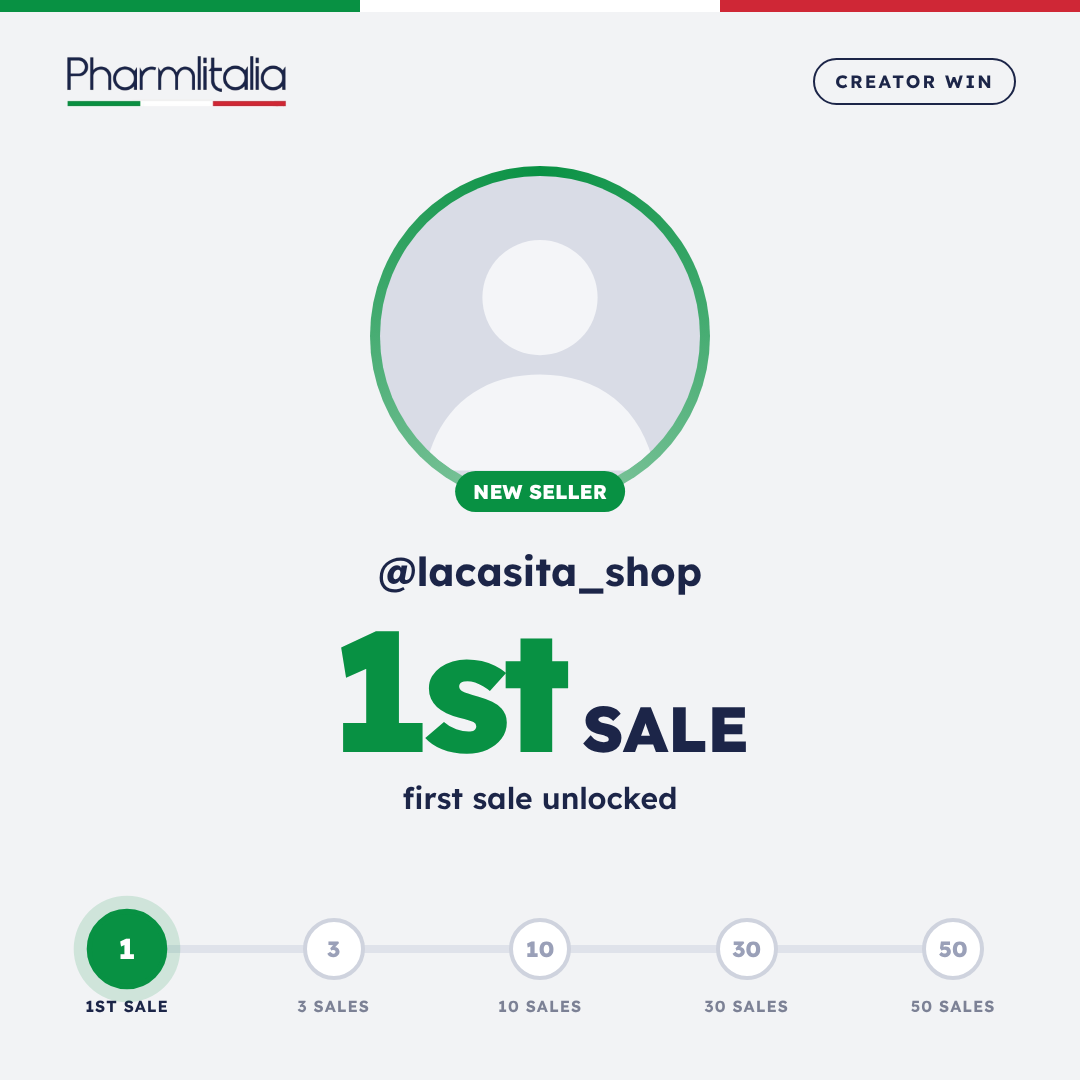 PharmItalia
CREATOR WIN
NEW SELLER
@lacasita_shop
1st SALE
first sale unlocked
1 3 10 30 50
1ST SALE 3 SALES 10 SALES 30 SALES 50 SALES